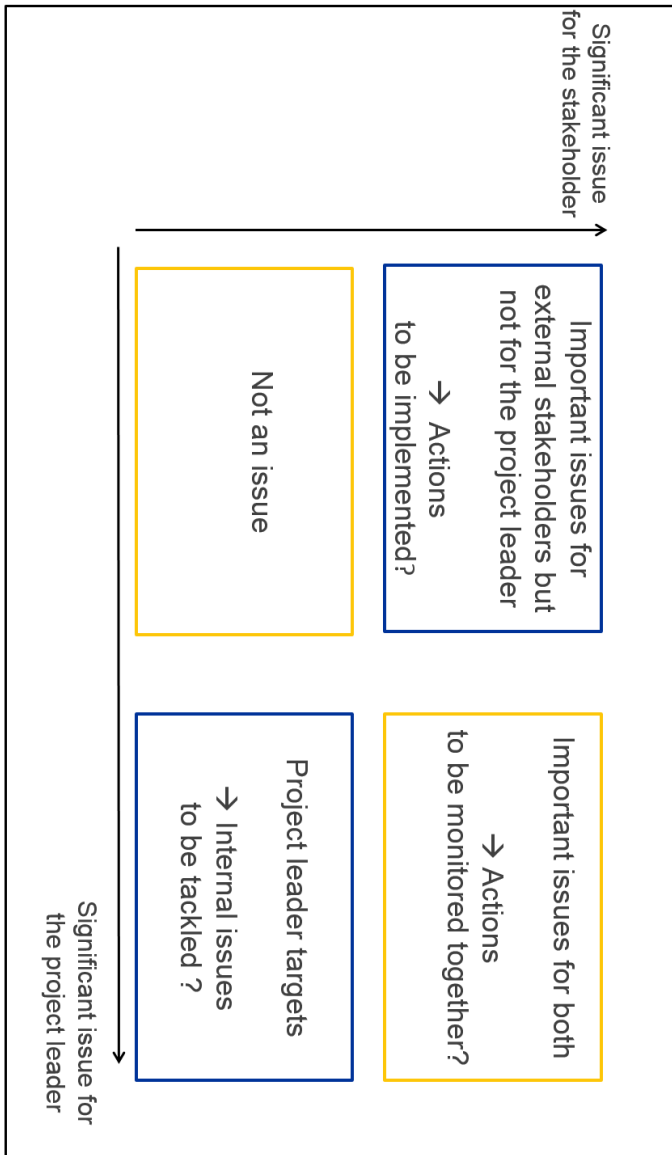 Significant issue
for the stakeholder
Important issues for
external stakeholders but
not for the project leader
→ Actions
to be implemented?
Important issues for both
→ Actions
to be monitored together?
Not an issue
Project leader targets
→ Internal issues
to be tackled ?
Significant issue for
the project leader